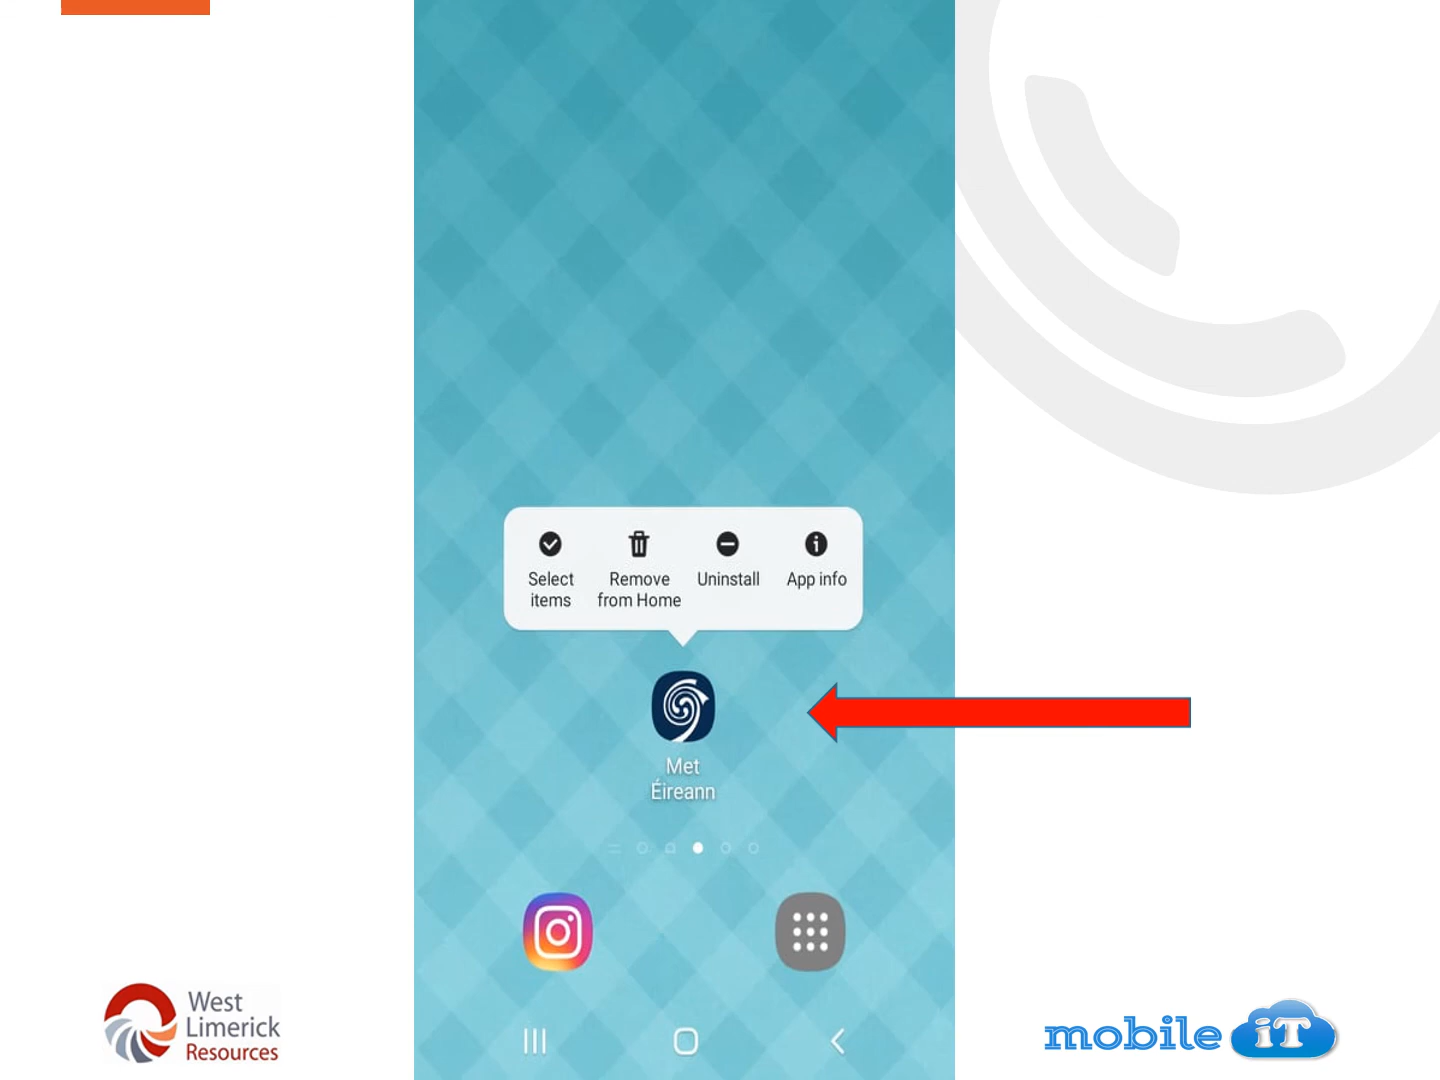 Select
items
Remove
from Home
Uninstall
App info
Met
Éireann
West
Limerick
Resources
mobile iT